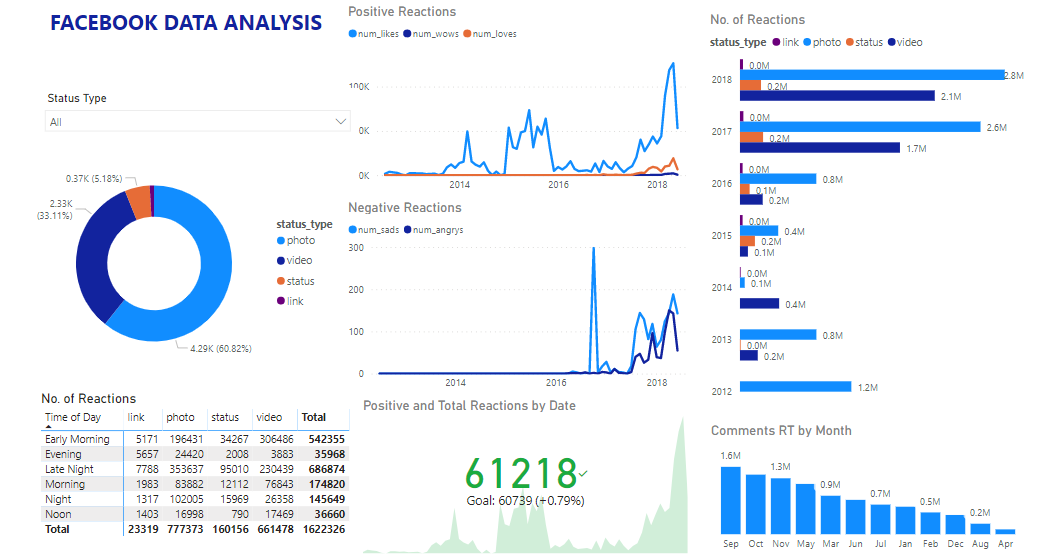 FACEBOOK DATA ANALYSIS
Status Type
All
0.37K (5.18%)
2.33K
(33.11%)
4.29K (60.82%)
status_type
photo
video
status
link
No. of Reactions
Time of Day link photo status video Total
Early Morning 5171 196431 34267 306486 542355
Evening 5657 24420 2008 3883 35968
Late Night 7788 353637 95010 230439 686874
Morning 1983 83882 12112 76843 174820
Night 1317 102005 15969 26358 145649
Noon 1403 16998 790 17469 36660
Total 23319 777373 160156 661478 1622326
Positive Reactions
num_likes num_wows num_loves
100K
0K
0K
2014 2016 2018
Negative Reactions
num_sads num_angrys
300
200
100
0
2014 2016 2018
Positive and Total Reactions by Date
61218
Goal: 60739 (+0.79%)
No. of Reactions
status_type link photo status video
2018 0.0M 2.8M 0.2M 2.1M
2017 0.0M 2.6M 0.2M 1.7M
2016 0.0M 0.8M 0.1M 0.2M
2015 0.0M 0.4M 0.2M 0.1M
2014 0.0M 0.1M 0.4M
2013 0.8M 0.0M 0.2M
2012 1.2M
Comments RT by Month
1.6M 1.3M 0.9M 0.7M 0.5M 0.2M
Sep Oct Nov May Mar Jun Jul Jan Feb Dec Aug Apr